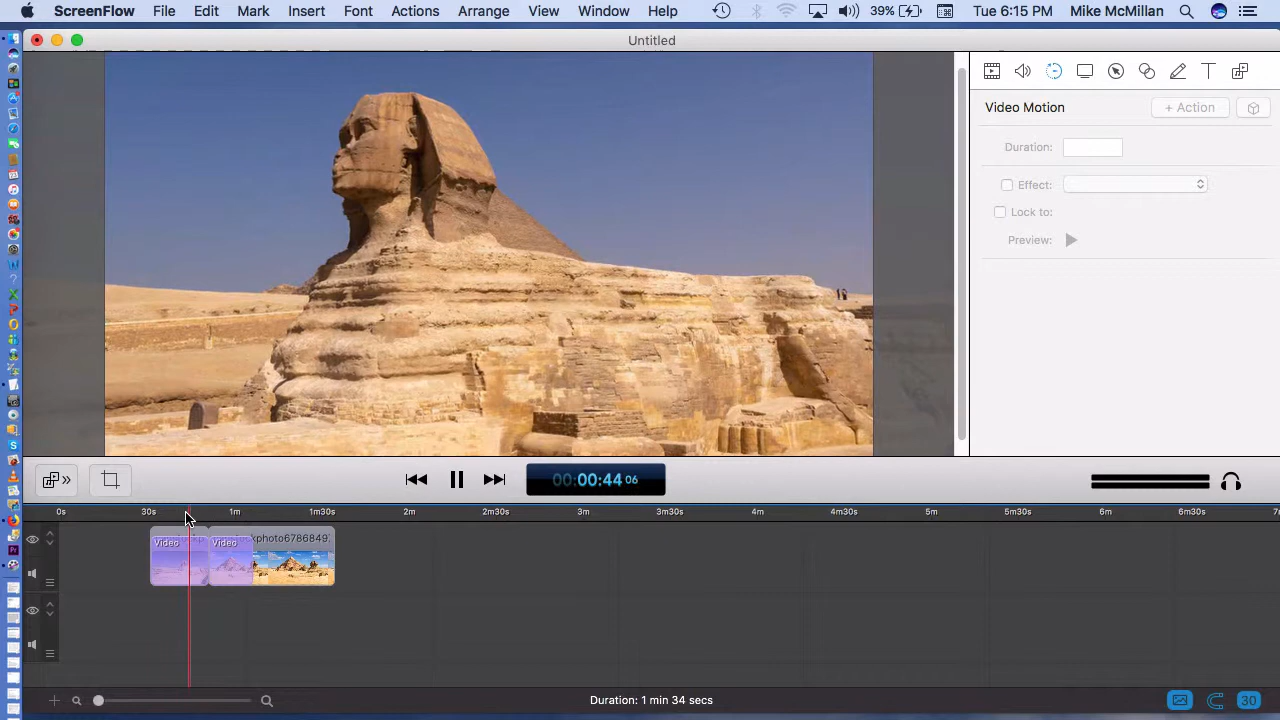 ScreenFlow File Edit Mark Insert Font Actions Arrange View Window Help 39% Tue 6:15 PM Mike McMillan
Untitled
Video Motion + Action
Duration:
Effect:
Lock to:
Preview:
00:00:44 06
0s 30s 1m 1m30s 2m 2m30s 3m 3m30s 4m 4m30s 5m 5m30s 6m 6m30s
Video Video ockphoto6786849
Duration: 1 min 34 secs 30